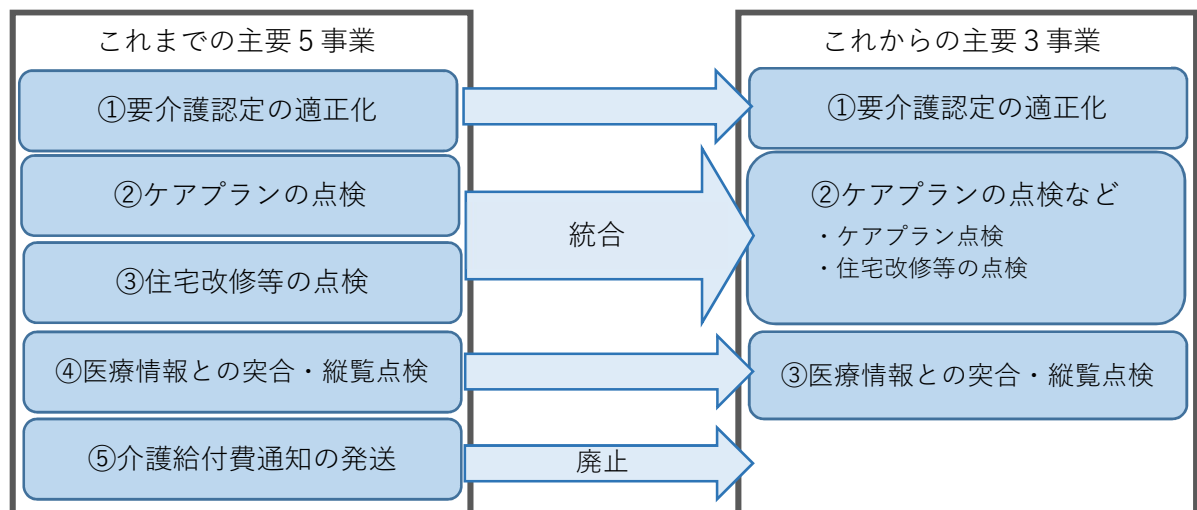 これまでの主要5事業
①要介護認定の適正化
②ケアプランの点検
③住宅改修等の点検
④医療情報との突合・縦覧点検
⑤介護給付費通知の発送
統合
廃止
これからの主要3事業
①要介護認定の適正化
②ケアプランの点検など
・ケアプラン点検
・住宅改修等の点検
③医療情報との突合・縦覧点検